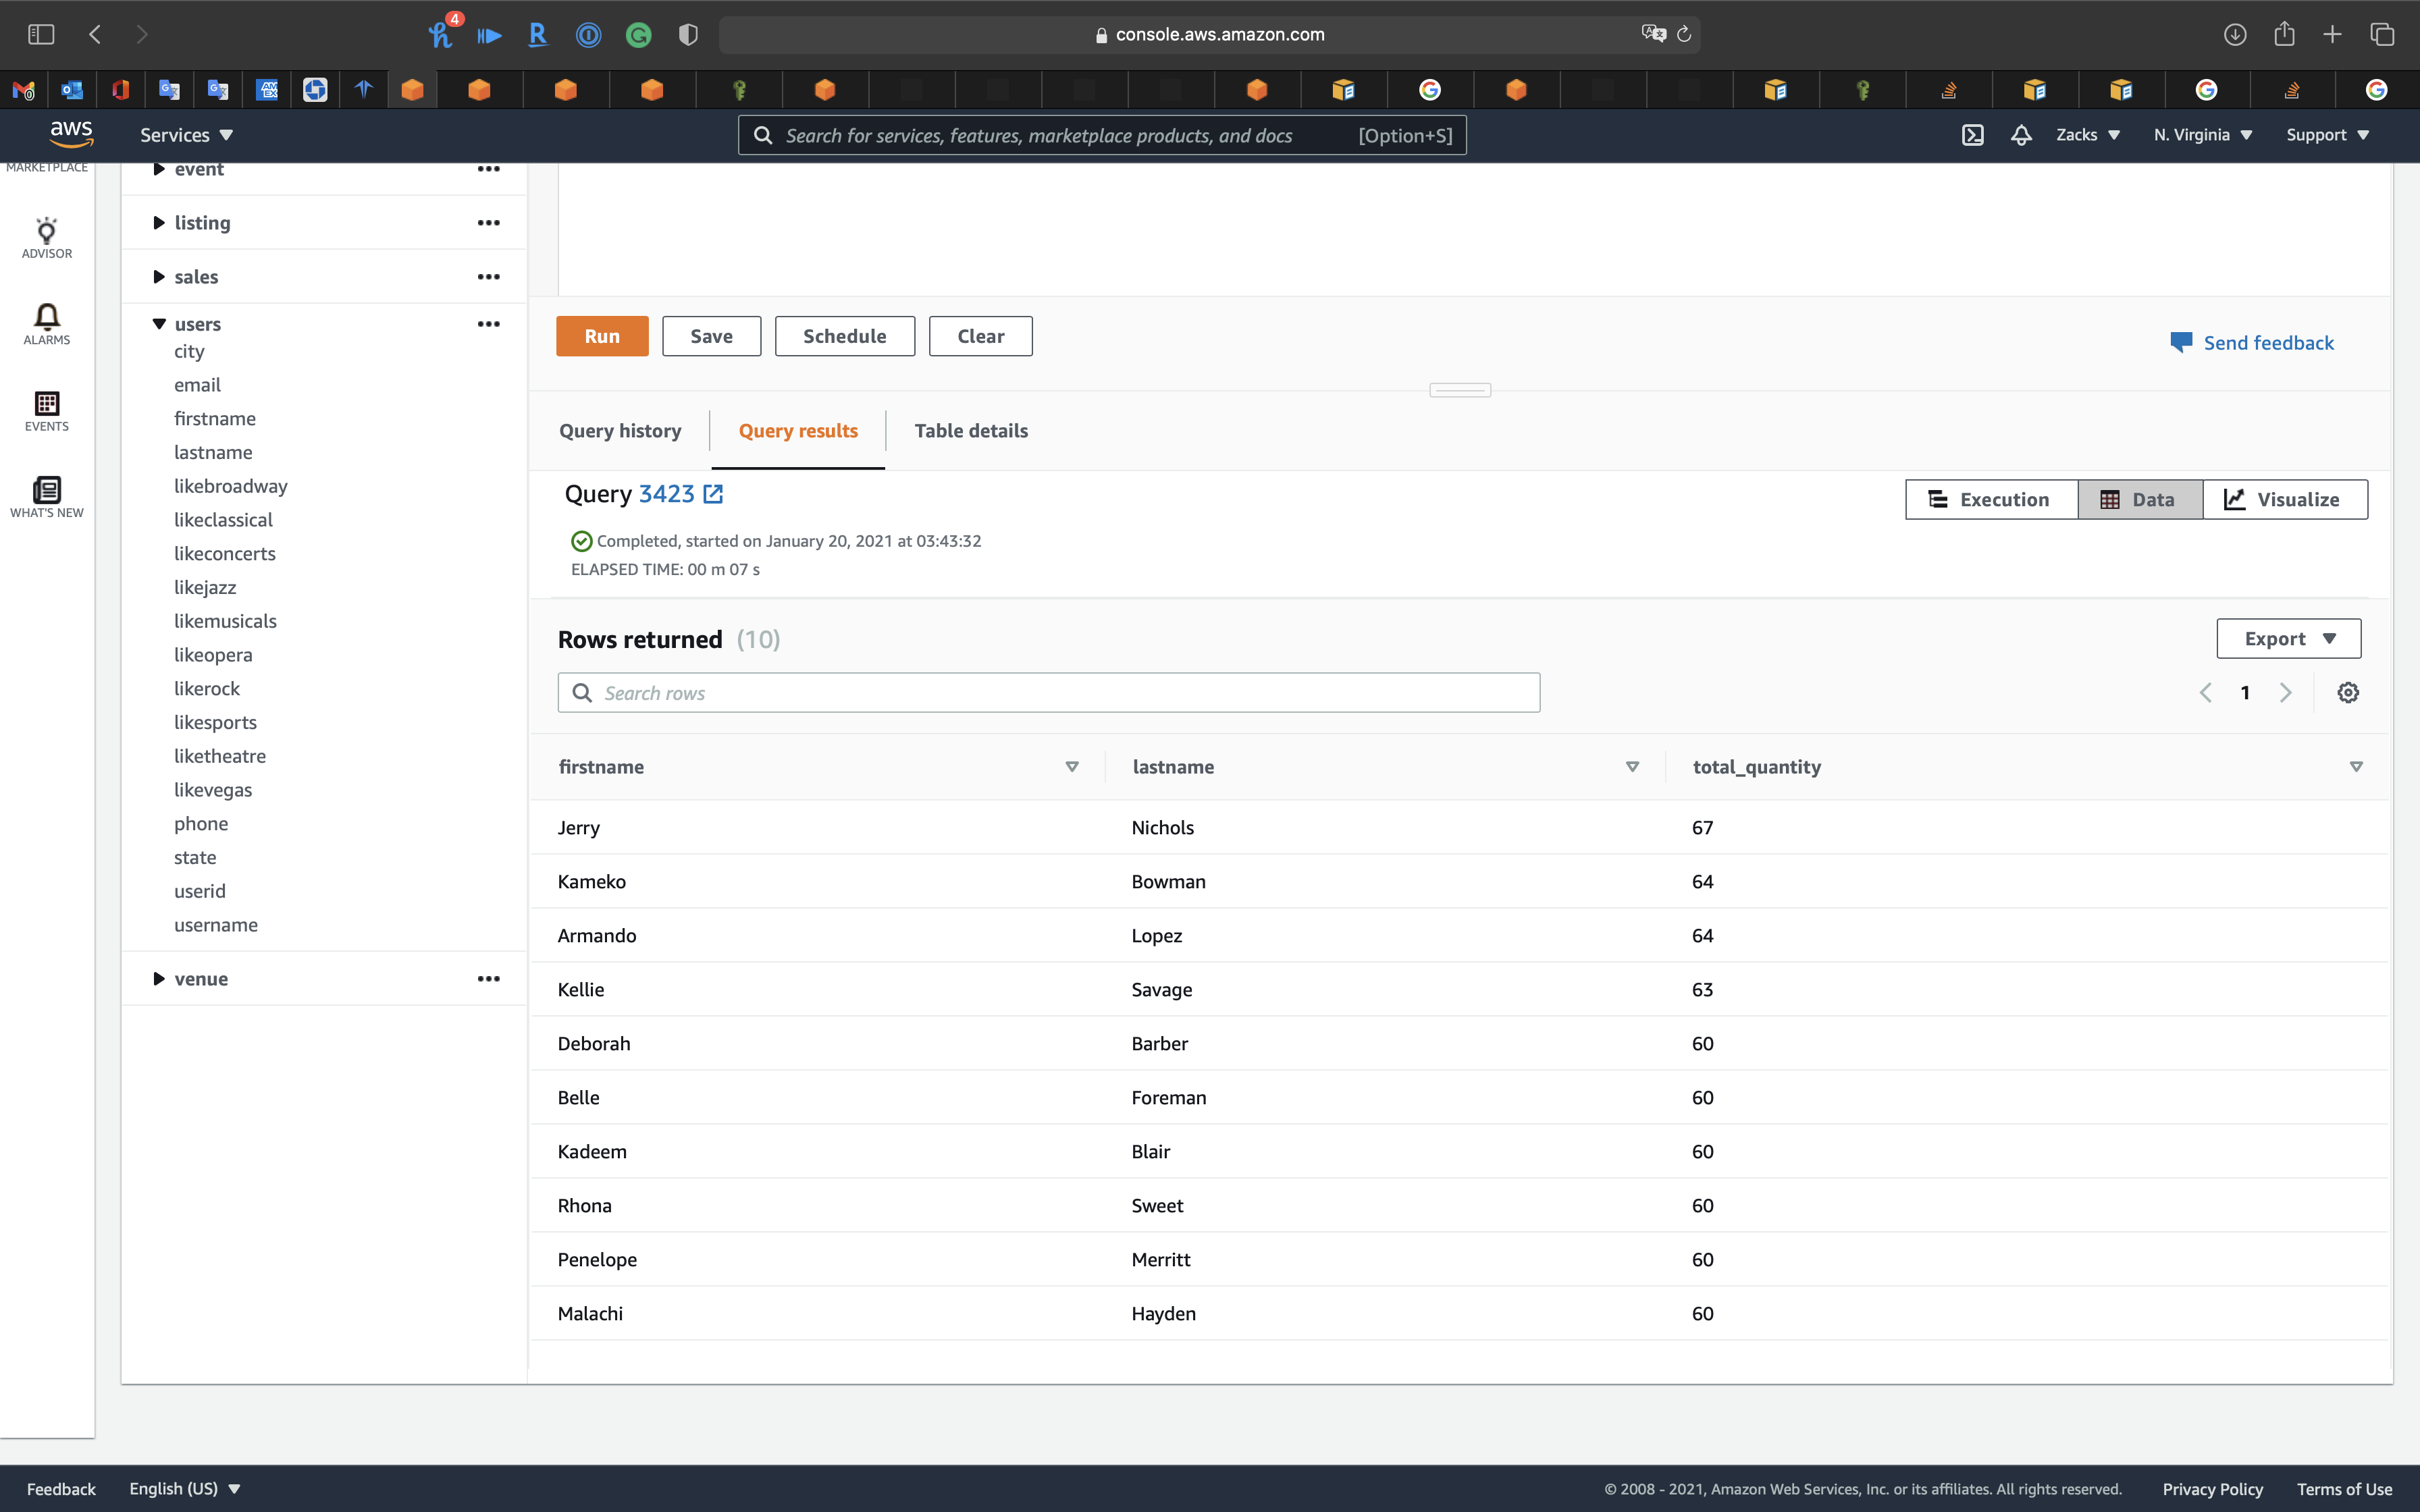 4
console.aws.amazon.com
aws
Services
Search for services, features, marketplace products, and docs
[Option+S]
Zacks
N. Virginia
Support
MARKETPLACE
ADVISOR
ALARMS
EVENTS
WHAT'S NEW
event
listing
sales
users
city
email
firstname
lastname
likebroadway
likeclassical
likeconcerts
likejazz
likemusicals
likeopera
likerock
likesports
liketheatre
likevegas
phone
state
userid
username
venue
Run
Save
Schedule
Clear
Send feedback
Query history
Query results
Table details
Query 3423
Execution
Data
Visualize
Completed, started on January 20, 2021 at 03:43:32
ELAPSED TIME: 00 m 07 s
Rows returned (10)
Export
Search rows
1
firstname lastname total_quantity
Jerry Nichols 67
Kameko Bowman 64
Armando Lopez 64
Kellie Savage 63
Deborah Barber 60
Belle Foreman 60
Kadeem Blair 60
Rhona Sweet 60
Penelope Merritt 60
Malachi Hayden 60
Feedback
English (US)
© 2008 - 2021, Amazon Web Services, Inc. or its affiliates. All rights reserved.
Privacy Policy
Terms of Use